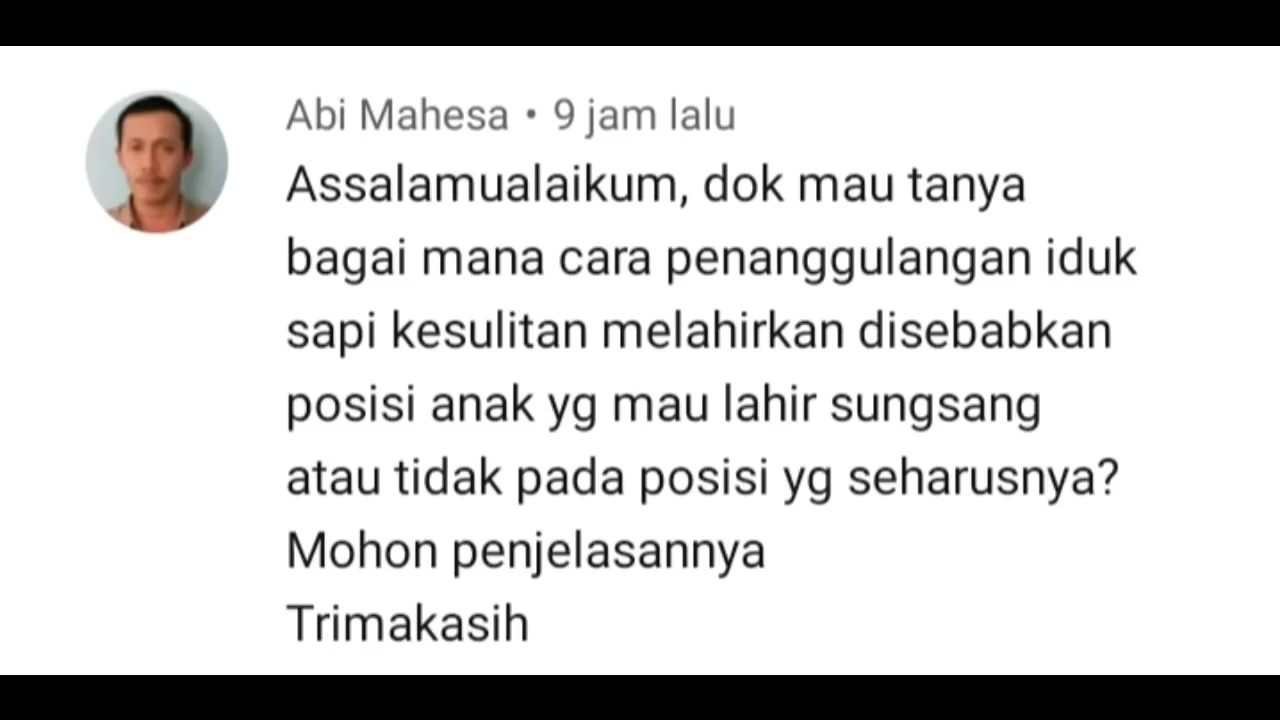 Abi Mahesa • 9 jam lalu
Assalamualaikum, dok mau tanya
bagai mana cara penanggulangan iduk
sapi kesulitan melahirkan disebabkan
posisi anak yg mau lahir sungsang
atau tidak pada posisi yg seharusnya?
Mohon penjelasannya
Trimakasih